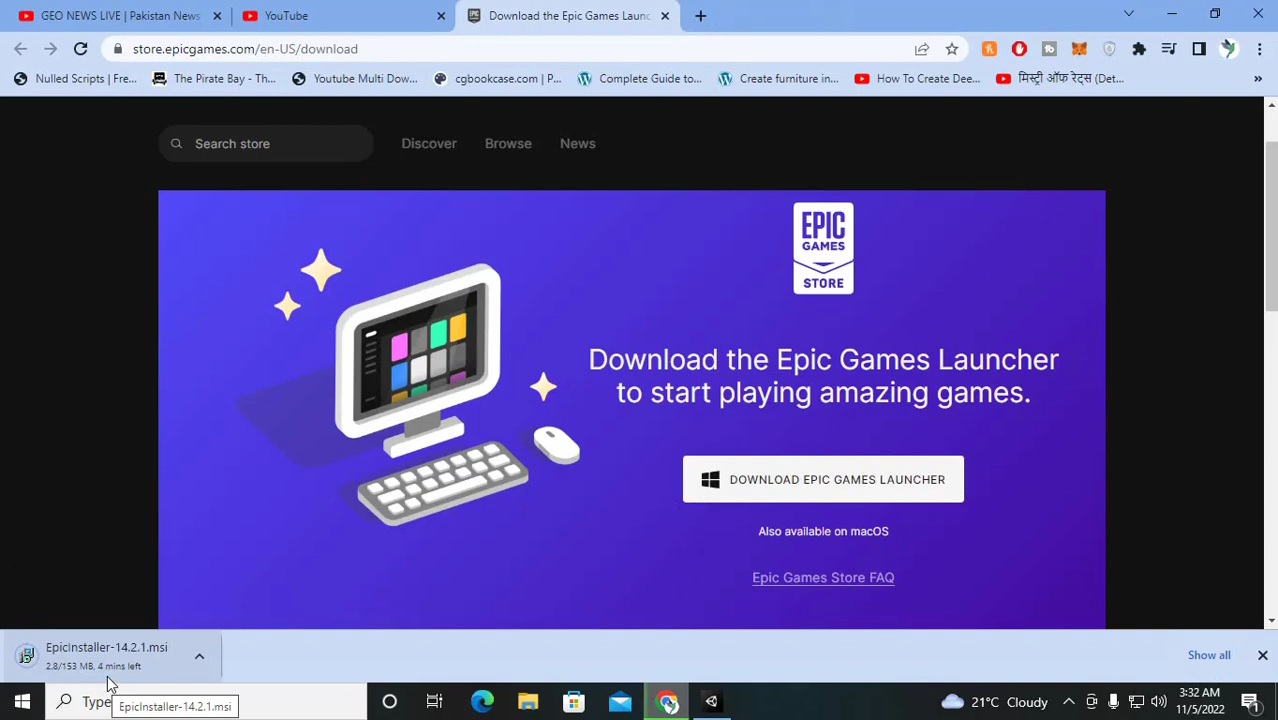 GEO NEWS LIVE | Pakistan News
YouTube
Download the Epic Games Launc
store.epicgames.com/en-US/download
Nulled Scripts | Fre...
The Pirate Bay - Th...
Youtube Multi Dow...
cgbookcase.com | P...
Complete Guide to...
Create furniture in...
How To Create Dee...
मिस्ट्री ऑफ रेट्स (Det...
»
Search store
Discover
Browse
News
EPIC
GAMES
STORE
Download the Epic Games Launcher
to start playing amazing games.
DOWNLOAD EPIC GAMES LAUNCHER
Also available on macOS
Epic Games Store FAQ
EpicInstaller-14.2.1.msi
2.8/153 MB, 4 mins left
Show all
Type
EpicInstaller-14.2.1.msi
21°C Cloudy
3:32 AM
11/5/2022
1